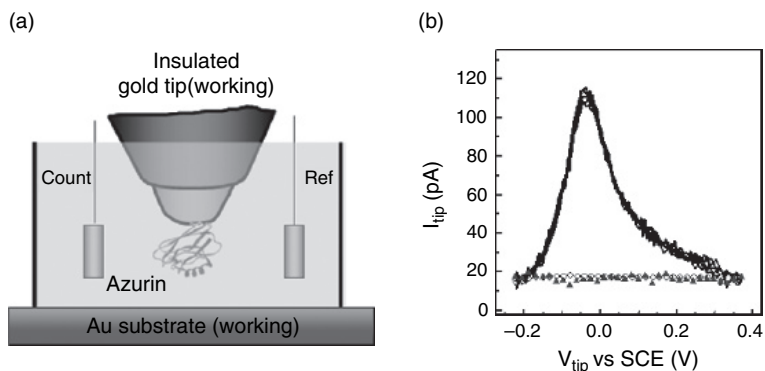 (a)
Insulated
gold tip(working)
Count
Ref
Azurin
Au substrate (working)
(b)
I_tip (pA)
120
100
80
60
40
20
0
–0.2
0.0
0.2
0.4
V_tip vs SCE (V)